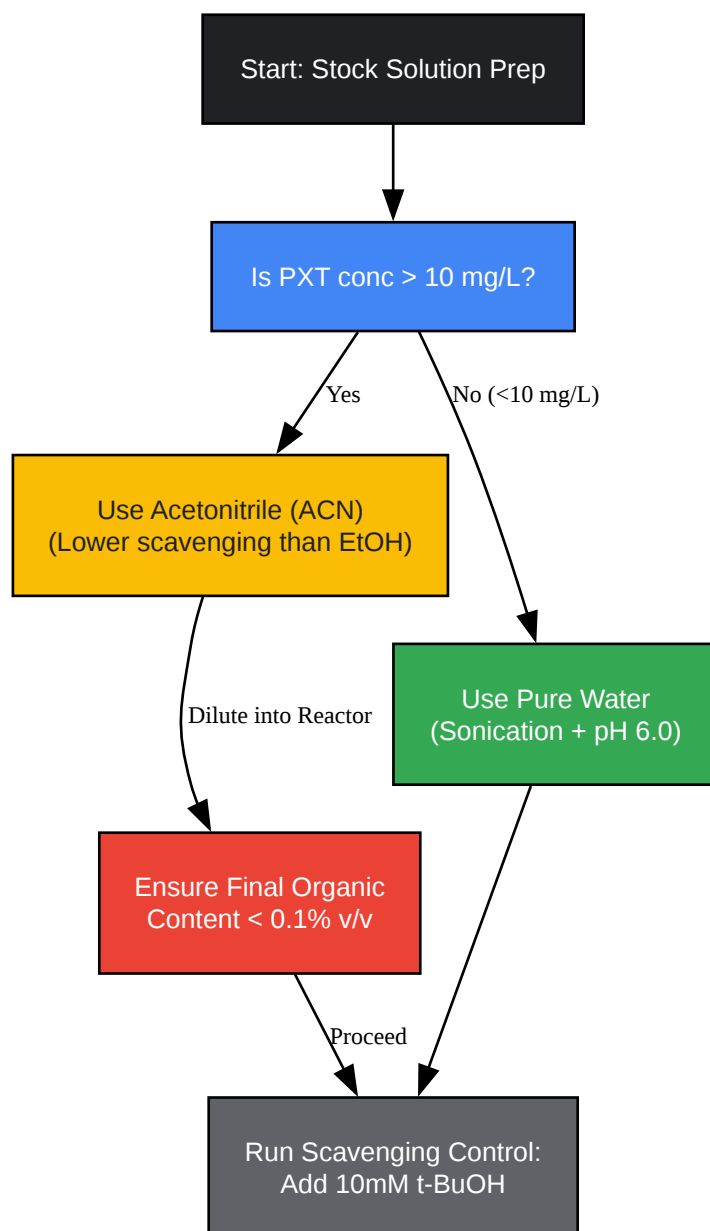 Start: Stock Solution Prep
Is PXT conc > 10 mg/L?
Yes
No (<10 mg/L)
Use Acetonitrile (ACN)
(Lower scavenging than EtOH)
Dilute into Reactor
Use Pure Water
(Sonication + pH 6.0)
Ensure Final Organic
Content < 0.1% v/v
Proceed
Run Scavenging Control:
Add 10mM t-BuOH